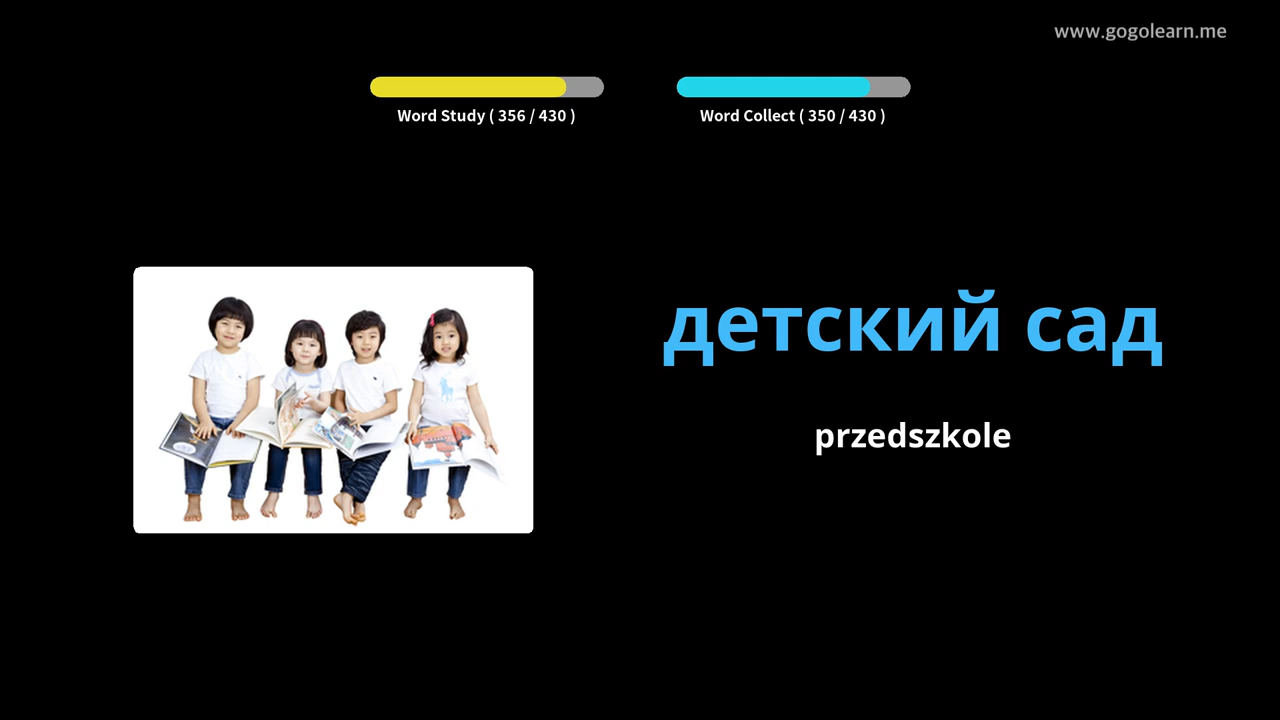 www.gogolearn.me
Word Study ( 356 / 430 )
Word Collect ( 350 / 430 )
детский сад
przedszkole